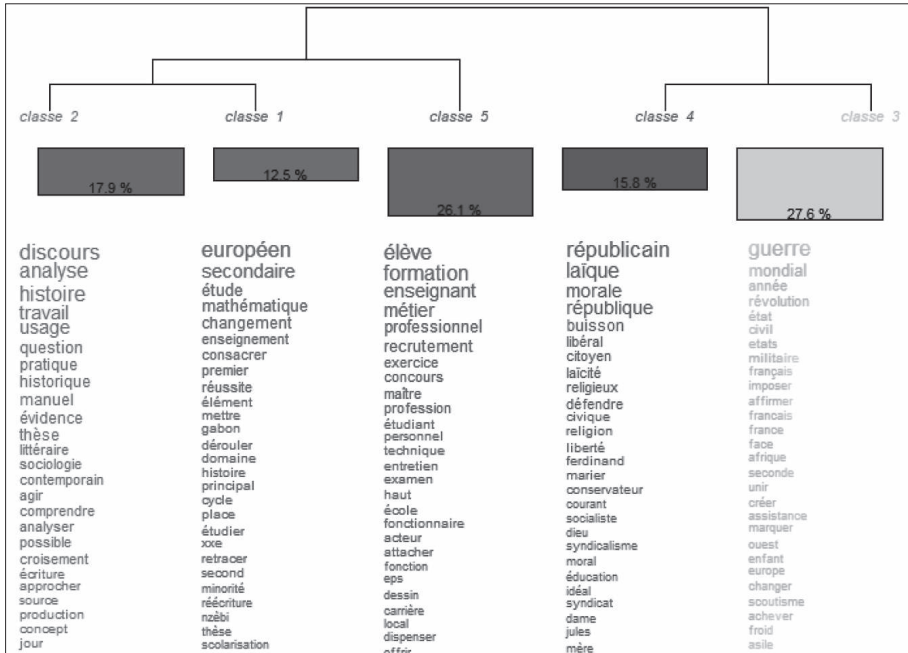 classe 2
classe 1
classe 5
classe 4
classe 3
17.9 %
12.5 %
26.1 %
15.8 %
27.6 %
discours
analyse
histoire
travail
usage
question
pratique
historique
manuel
évidence
thèse
littéraire
sociologie
contemporain
agir
comprendre
analyser
possible
croisement
écriture
approcher
source
production
concept
jour
européen
secondaire
étude
mathématique
changement
enseignement
consacrer
premier
réussite
élément
mettre
gabon
dérouler
domaine
histoire
principal
cycle
place
étudier
xxe
retracer
second
minorité
réécriture
nzèbi
thèse
scolarisation
élève
formation
enseignant
métier
professionnel
recrutement
exercice
concours
maître
profession
étudiant
personnel
technique
entretien
examen
haut
école
fonctionnaire
acteur
attacher
fonction
eps
dessin
carrière
local
dispenser
offrir
républicain
laïque
morale
république
buisson
libéral
citoyen
laïcité
religieux
défendre
civique
religion
liberté
ferdinand
marier
conservateur
courant
socialiste
dieu
syndicalisme
moral
éducation
idéal
syndicat
dame
jules
mère
guerre
mondial
année
révolution
état
civil
etats
militaire
français
imposer
affirmer
francais
france
face
afrique
seconde
unir
créer
assistance
marquer
ouest
enfant
europe
changer
scoutisme
achever
froid
asile